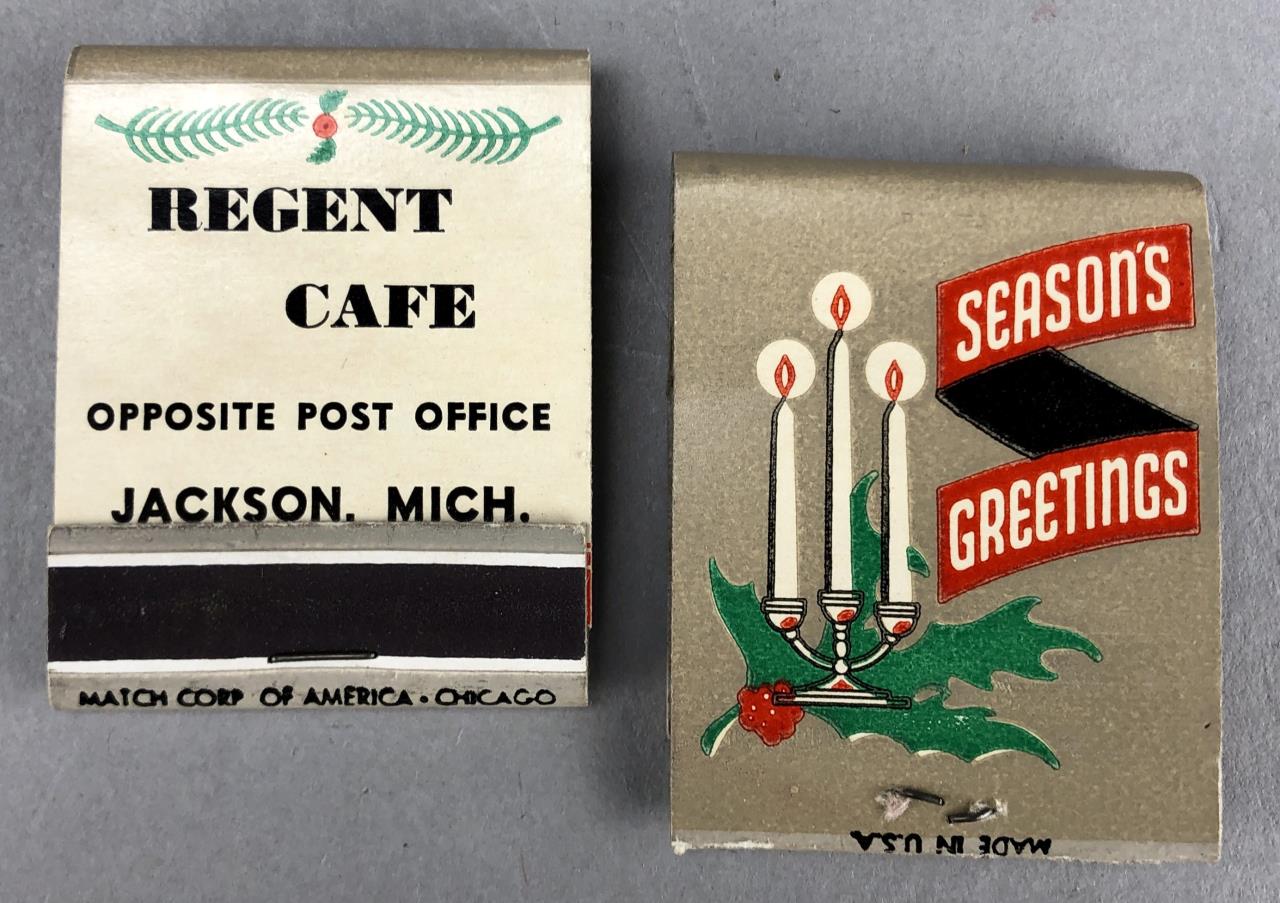 REGENT
CAFE
OPPOSITE POST OFFICE
JACKSON, MICH.
MATCH CORP OF AMERICA • CHICAGO
SEASON'S
GREETINGS
MADE IN U.S.A